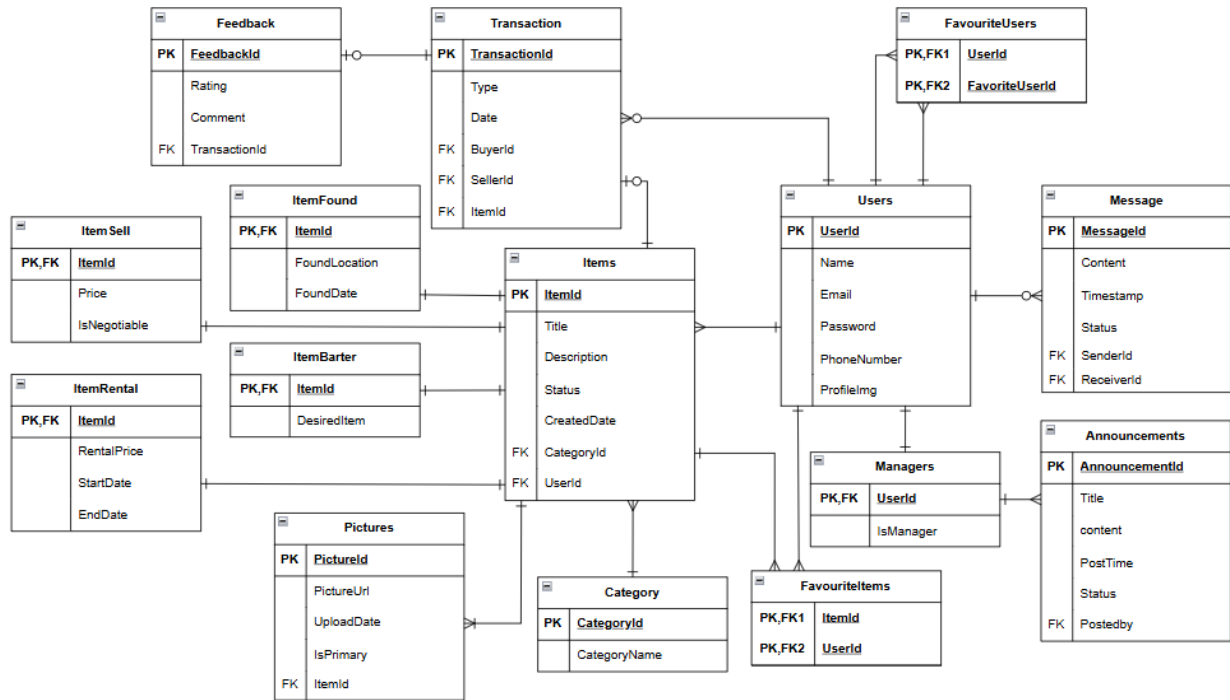 Feedback
PK FeedbackId
Rating
Comment
FK TransactionId
Transaction
PK TransactionId
Type
Date
FK BuyerId
FK SellerId
FK ItemId
FavouriteUsers
PK,FK1 UserId
PK,FK2 FavoriteUserId
ItemFound
PK,FK ItemId
FoundLocation
FoundDate
ItemSell
PK,FK ItemId
Price
IsNegotiable
Items
PK ItemId
Title
Description
Status
CreatedDate
FK CategoryId
FK UserId
Users
PK UserId
Name
Email
Password
PhoneNumber
ProfileImg
Message
PK MessageId
Content
Timestamp
Status
FK SenderId
FK ReceiverId
ItemBarter
PK,FK ItemId
DesiredItem
ItemRental
PK,FK ItemId
RentalPrice
StartDate
EndDate
Managers
PK,FK UserId
IsManager
Announcements
PK AnnouncementId
Title
content
PostTime
Status
FK Postedby
Pictures
PK PictureId
PictureUrl
UploadDate
IsPrimary
FK ItemId
Category
PK CategoryId
CategoryName
FavouriteItems
PK,FK1 ItemId
PK,FK2 UserId